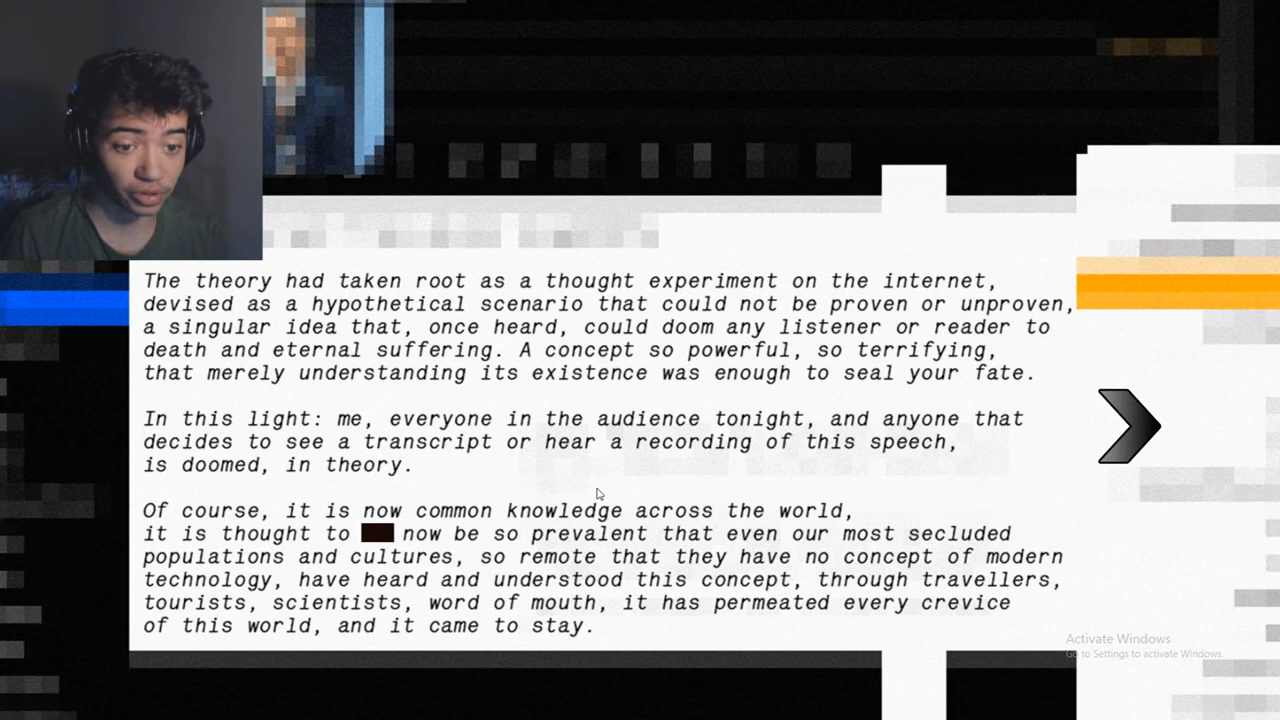 The theory had taken root as a thought experiment on the internet,
devised as a hypothetical scenario that could not be proven or unproven,
a singular idea that, once heard, could doom any listener or reader to
death and eternal suffering. A concept so powerful, so terrifying,
that merely understanding its existence was enough to seal your fate.
In this light: me, everyone in the audience tonight, and anyone that
decides to see a transcript or hear a recording of this speech,
is doomed, in theory.
Of course, it is now common knowledge across the world,
it is thought to now be so prevalent that even our most secluded
populations and cultures, so remote that they have no concept of modern
technology, have heard and understood this concept, through travellers,
tourists, scientists, word of mouth, it has permeated every crevice
of this world, and it came to stay.
Activate Windows
Go to Settings to activate Windows.